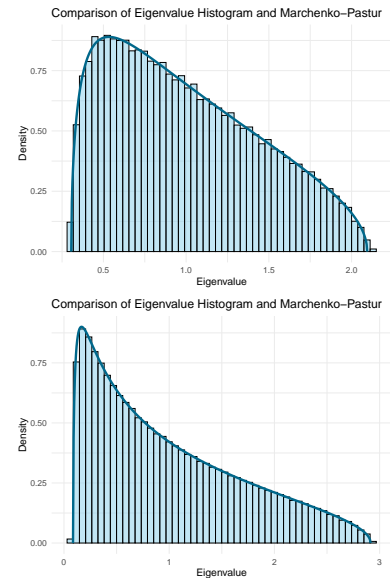 Comparison of Eigenvalue Histogram and Marchenko–Pastur
0.75
0.50
0.25
0.00
Density
0.5 1.0 1.5 2.0
Eigenvalue
Comparison of Eigenvalue Histogram and Marchenko–Pastur
0.75
0.50
0.25
0.00
Density
0 1 2 3
Eigenvalue